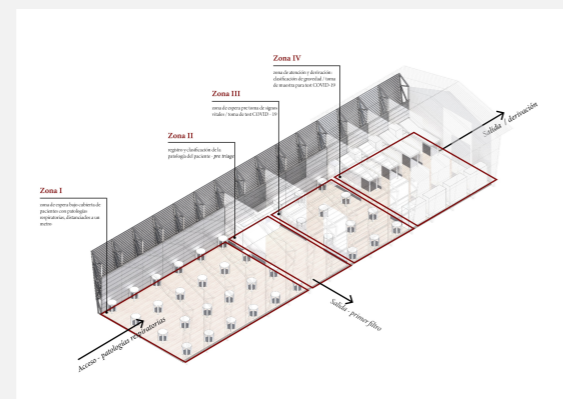 Zona IV
zona de atención y derivación:
clasificación de gravedad / toma
de muestra para test COVID-19
Zona III
zona de espera pre toma de signos
vitales / toma de test COVID - 19
Zona II
registro y clasificación de la
patología del paciente - pre triage
Zona I
zona de espera bajo cubierta de
pacientes con patologías
respiratorias, distanciados a un
metro
Salida / derivación
Salida - primer filtro
Acceso - patologías respiratorias